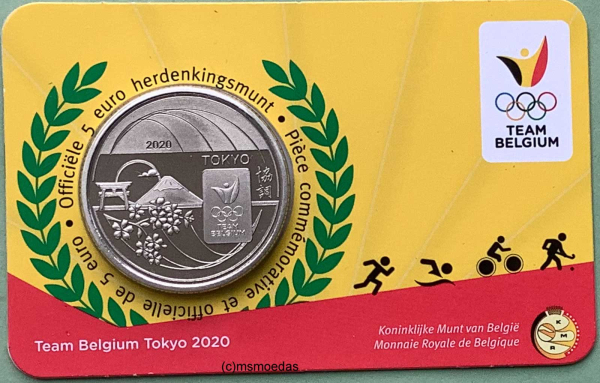 TEAM
BELGIUM
• Officiële 5 euro herdenkingsmunt • Pièce commémorative et officielle de 5 euro
2020
TOKYO
協調
TEAM
BELGIUM
Team Belgium Tokyo 2020
Koninklijke Munt van België
Monnaie Royale de Belgique
K M
R
(c)msmoedas